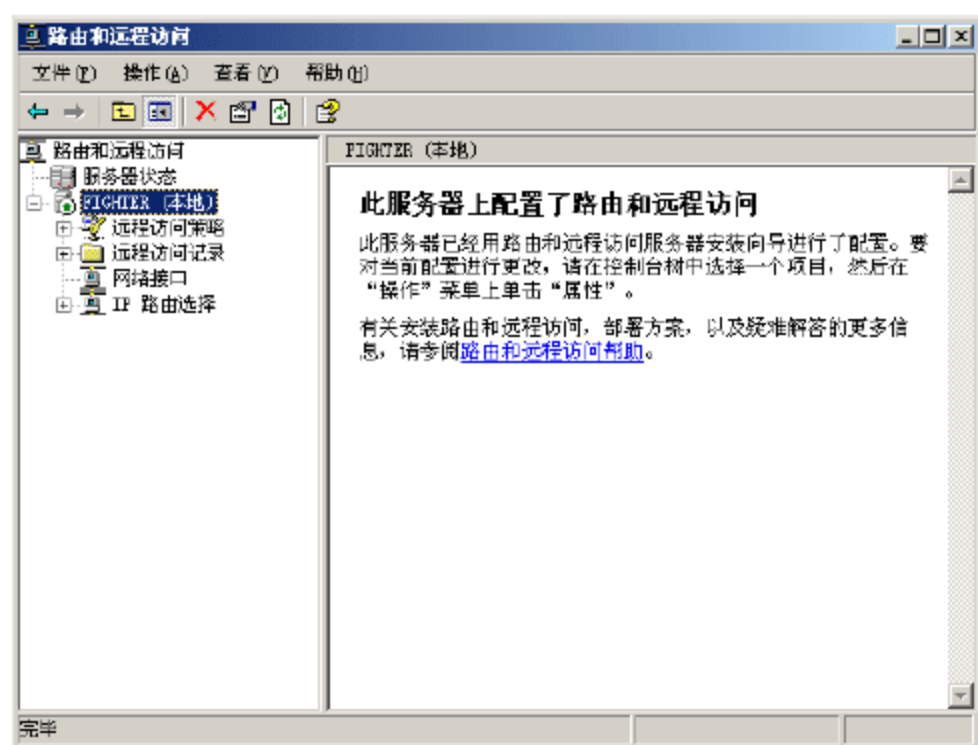 路由和远程访问
文件(F) 操作(A) 查看(V) 帮助(H)
路由和远程访问
服务器状态
FIGHTER (本地)
远程访问策略
远程访问记录
网络接口
IP 路由选择
FIGHTER (本地)
此服务器上配置了路由和远程访问
此服务器已经用路由和远程访问服务器安装向导进行了配置。要
对当前配置进行更改，请在控制台树中选择一个项目，然后在
“操作”菜单上单击“属性”。
有关安装路由和远程访问，部署方案，以及疑难解答的更多信
息，请参阅路由和远程访问帮助。
完毕